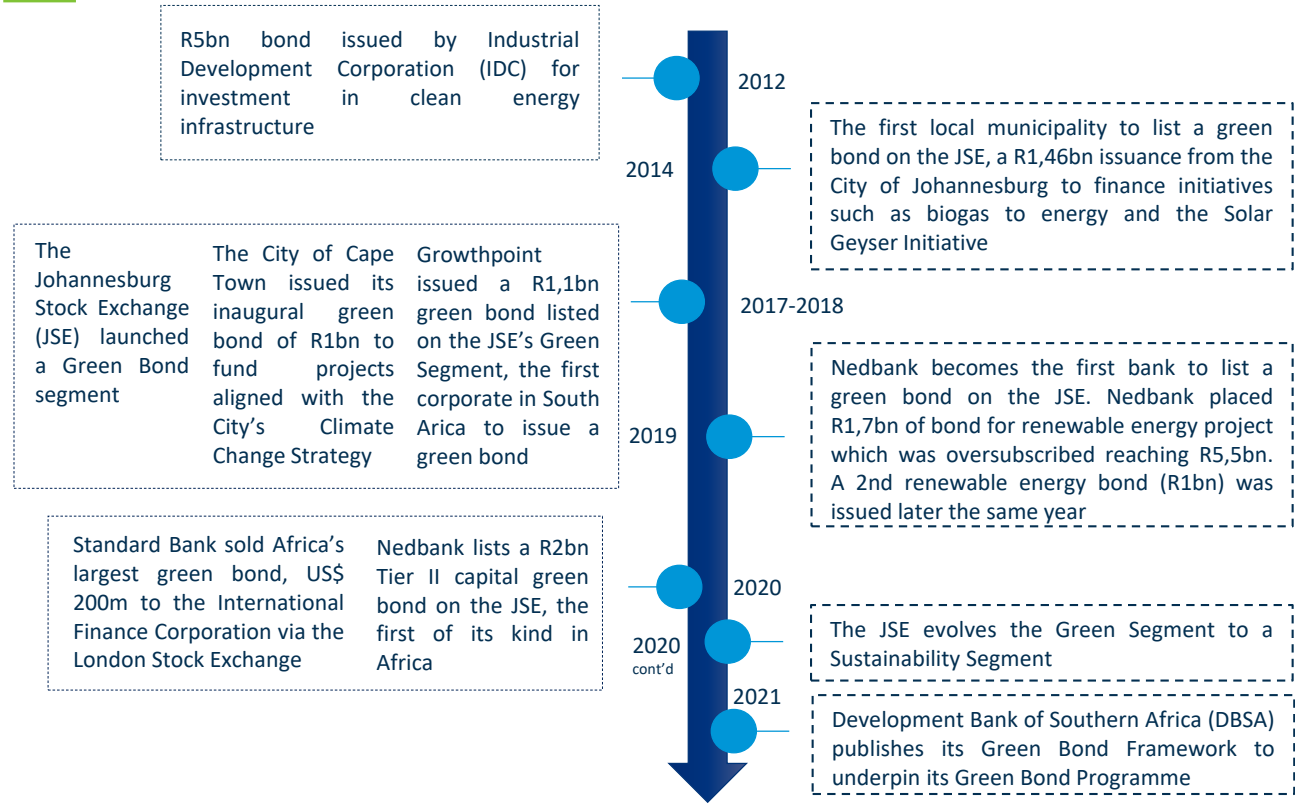 R5bn bond issued by Industrial
Development Corporation (IDC) for
investment in clean energy
infrastructure
2012
The first local municipality to list a green
bond on the JSE, a R1,46bn issuance from the
City of Johannesburg to finance initiatives
such as biogas to energy and the Solar
Geyser Initiative
2014
The
Johannesburg
Stock Exchange
(JSE) launched
a Green Bond
segment
The City of Cape
Town issued its
inaugural green
bond of R1bn to
fund projects
aligned with the
City’s Climate
Change Strategy
Growthpoint
issued a R1,1bn
green bond listed
on the JSE’s Green
Segment, the first
corporate in South
Arica to issue a
green bond
2017-2018
Nedbank becomes the first bank to list a
green bond on the JSE. Nedbank placed
R1,7bn of bond for renewable energy project
which was oversubscribed reaching R5,5bn.
A 2nd renewable energy bond (R1bn) was
issued later the same year
2019
Standard Bank sold Africa’s
largest green bond, US$
200m to the International
Finance Corporation via the
London Stock Exchange
Nedbank lists a R2bn
Tier II capital green
bond on the JSE, the
first of its kind in
Africa
2020
2020
cont’d
The JSE evolves the Green Segment to a
Sustainability Segment
2021
Development Bank of Southern Africa (DBSA)
publishes its Green Bond Framework to
underpin its Green Bond Programme